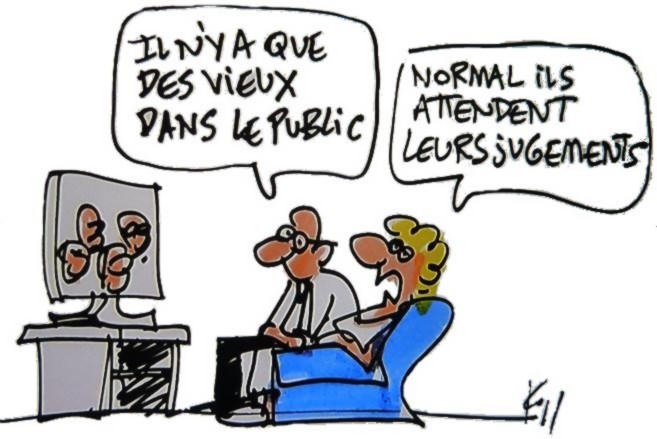 IL N'Y A QUE
DES VIEUX
DANS LE PUBLIC
NORMAL ILS
ATTENDENT
LEURS JUGEMENTS